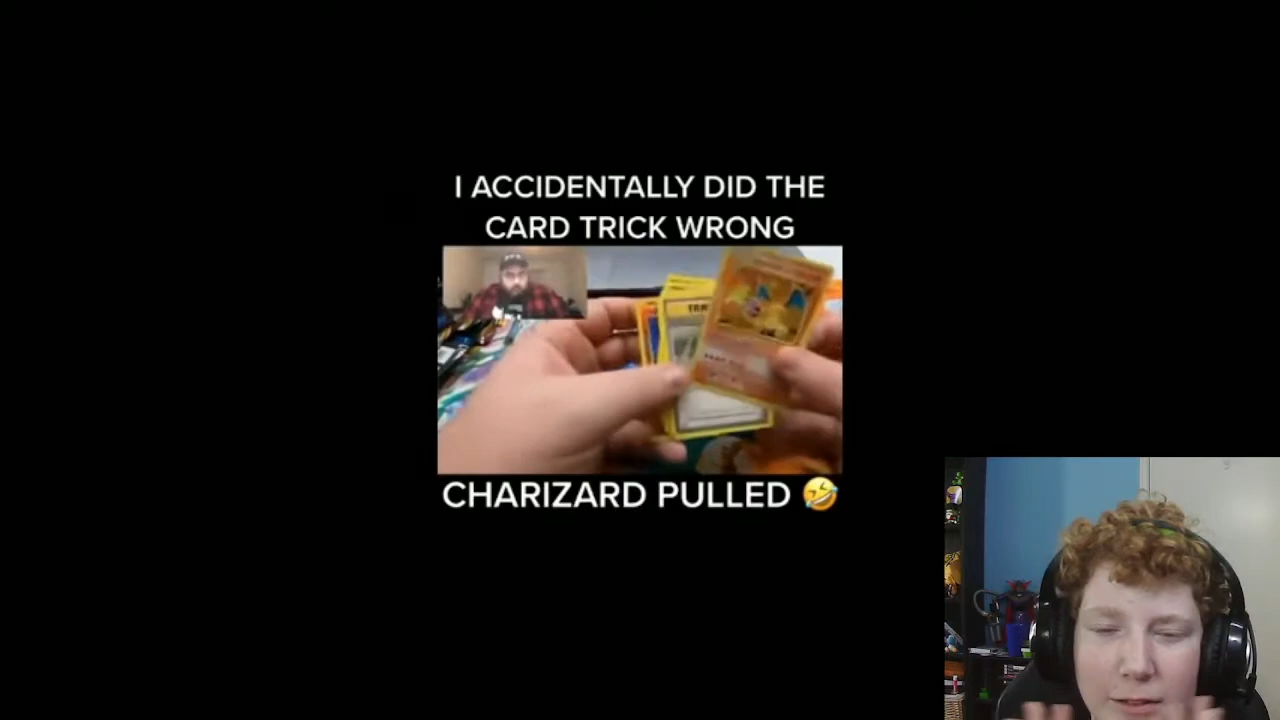 I ACCIDENTALLY DID THE
CARD TRICK WRONG
CHARIZARD PULLED 🤣